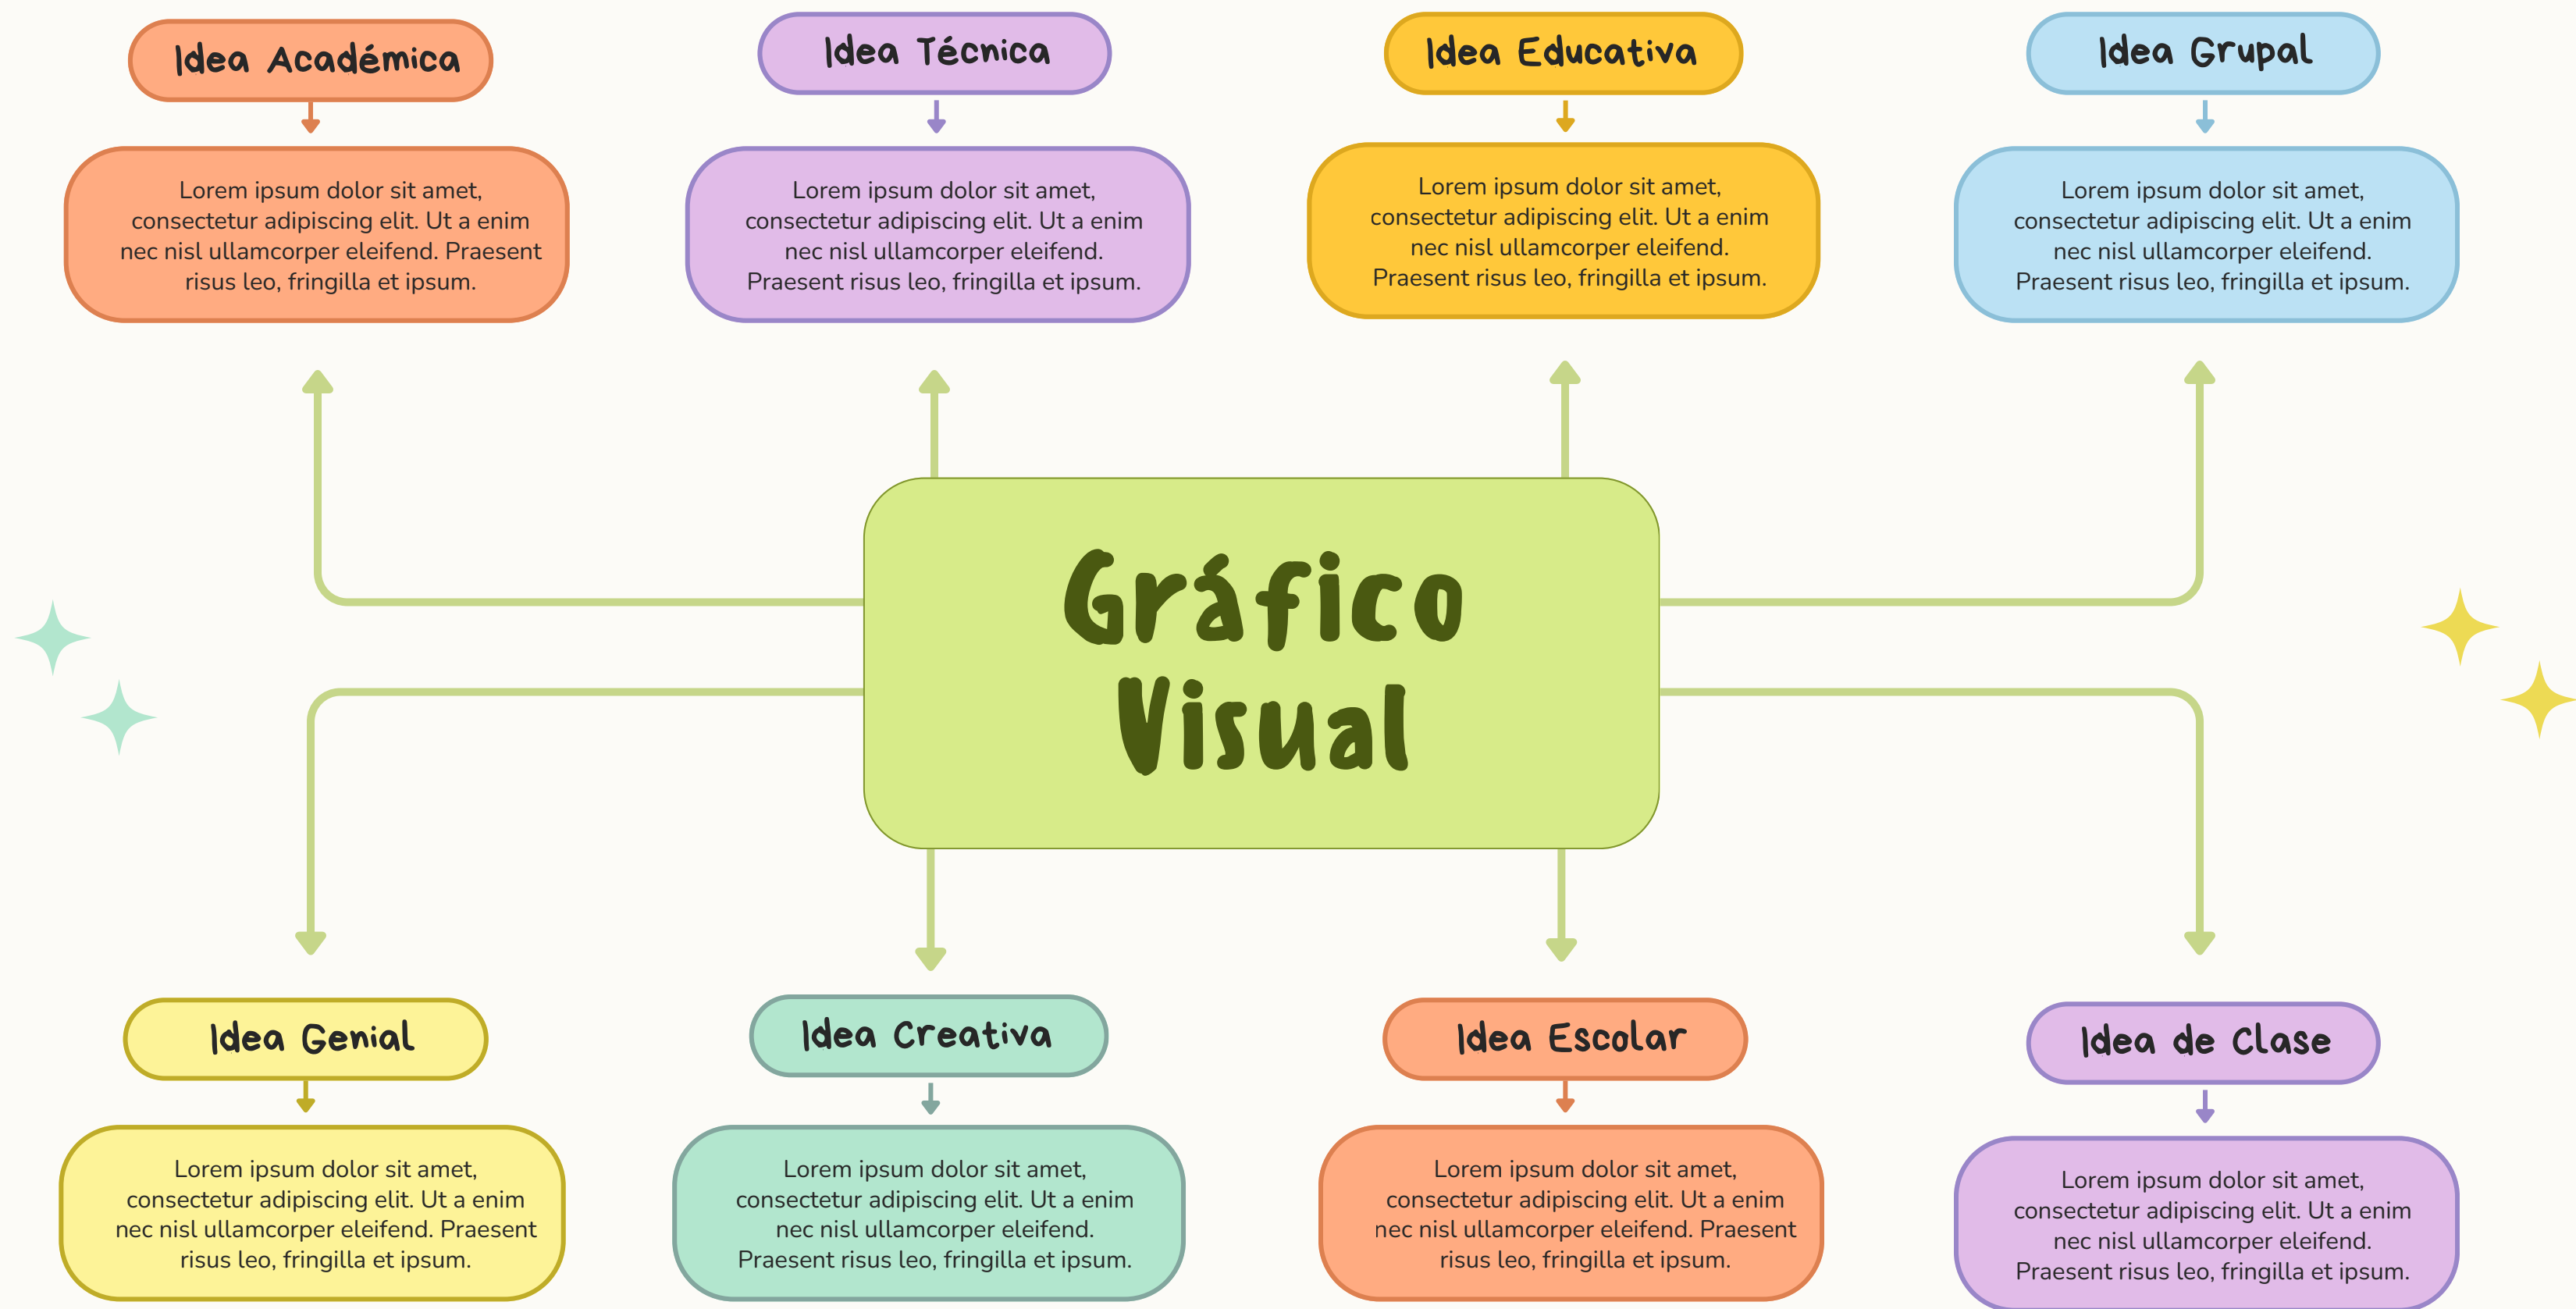 Idea Académica
Lorem ipsum dolor sit amet,
consectetur adipiscing elit. Ut a enim
nec nisl ullamcorper eleifend. Praesent
risus leo, fringilla et ipsum.
Idea Técnica
Lorem ipsum dolor sit amet,
consectetur adipiscing elit. Ut a enim
nec nisl ullamcorper eleifend.
Praesent risus leo, fringilla et ipsum.
Idea Educativa
Lorem ipsum dolor sit amet,
consectetur adipiscing elit. Ut a enim
nec nisl ullamcorper eleifend.
Praesent risus leo, fringilla et ipsum.
Idea Grupal
Lorem ipsum dolor sit amet,
consectetur adipiscing elit. Ut a enim
nec nisl ullamcorper eleifend.
Praesent risus leo, fringilla et ipsum.
Gráfico
Visual
Idea Genial
Lorem ipsum dolor sit amet,
consectetur adipiscing elit. Ut a enim
nec nisl ullamcorper eleifend. Praesent
risus leo, fringilla et ipsum.
Idea Creativa
Lorem ipsum dolor sit amet,
consectetur adipiscing elit. Ut a enim
nec nisl ullamcorper eleifend.
Praesent risus leo, fringilla et ipsum.
Idea Escolar
Lorem ipsum dolor sit amet,
consectetur adipiscing elit. Ut a enim
nec nisl ullamcorper eleifend. Praesent
risus leo, fringilla et ipsum.
Idea de Clase
Lorem ipsum dolor sit amet,
consectetur adipiscing elit. Ut a enim
nec nisl ullamcorper eleifend.
Praesent risus leo, fringilla et ipsum.